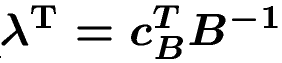 λᵀ = c_B^T B⁻¹